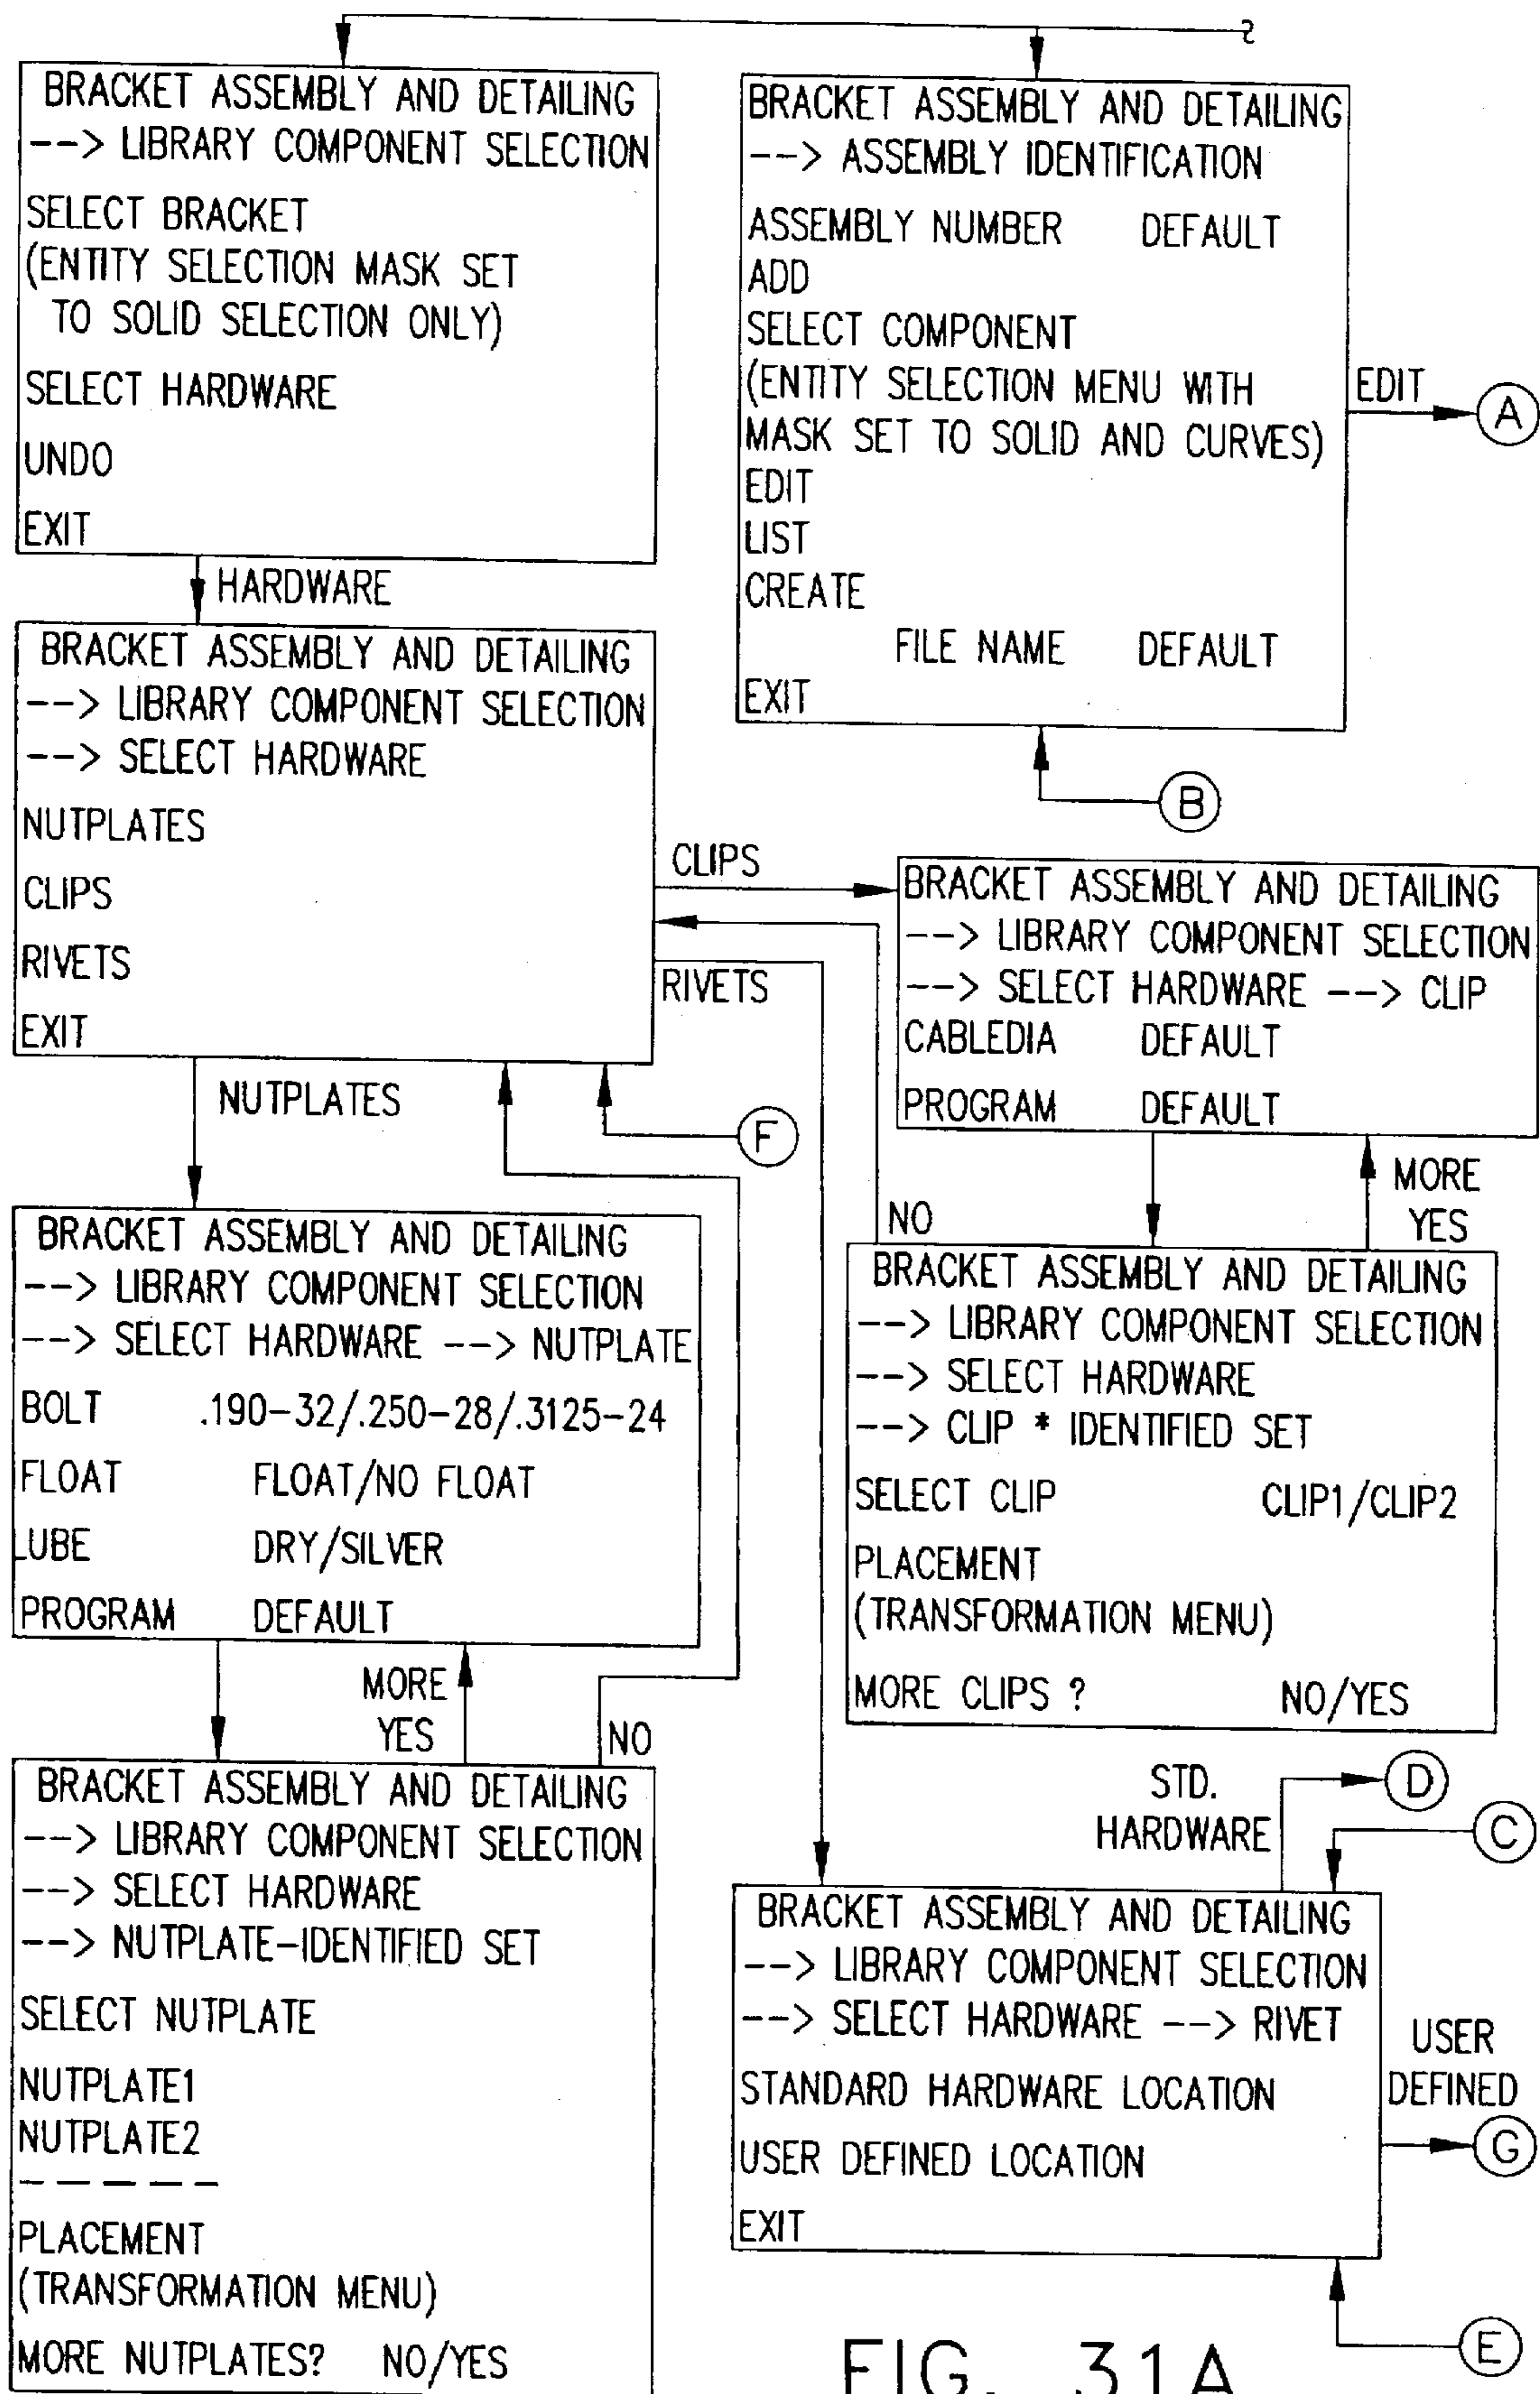 BRACKET ASSEMBLY AND DETAILING
--> LIBRARY COMPONENT SELECTION
SELECT BRACKET
(ENTITY SELECTION MASK SET
TO SOLID SELECTION ONLY)
SELECT HARDWARE
UNDO
EXIT
HARDWARE
BRACKET ASSEMBLY AND DETAILING
--> ASSEMBLY IDENTIFICATION
ASSEMBLY NUMBER DEFAULT
ADD
SELECT COMPONENT
(ENTITY SELECTION MENU WITH
MASK SET TO SOLID AND CURVES)
EDIT
LIST
CREATE
FILE NAME DEFAULT
EXIT
EDIT
A
B
BRACKET ASSEMBLY AND DETAILING
--> LIBRARY COMPONENT SELECTION
--> SELECT HARDWARE
NUTPLATES
CLIPS
RIVETS
EXIT
CLIPS
RIVETS
NUTPLATES
F
BRACKET ASSEMBLY AND DETAILING
--> LIBRARY COMPONENT SELECTION
--> SELECT HARDWARE --> CLIP
CABLEDIA DEFAULT
PROGRAM DEFAULT
MORE
YES
NO
BRACKET ASSEMBLY AND DETAILING
--> LIBRARY COMPONENT SELECTION
--> SELECT HARDWARE --> NUTPLATE
BOLT .190-32/.250-28/.3125-24
FLOAT FLOAT/NO FLOAT
LUBE DRY/SILVER
PROGRAM DEFAULT
MORE
YES
NO
BRACKET ASSEMBLY AND DETAILING
--> LIBRARY COMPONENT SELECTION
--> SELECT HARDWARE
--> CLIP * IDENTIFIED SET
SELECT CLIP CLIP1/CLIP2
PLACEMENT
(TRANSFORMATION MENU)
MORE CLIPS ? NO/YES
BRACKET ASSEMBLY AND DETAILING
--> LIBRARY COMPONENT SELECTION
--> SELECT HARDWARE
--> NUTPLATE-IDENTIFIED SET
SELECT NUTPLATE
NUTPLATE1
NUTPLATE2
- - - - -
PLACEMENT
(TRANSFORMATION MENU)
MORE NUTPLATES? NO/YES
STD.
HARDWARE
D
C
BRACKET ASSEMBLY AND DETAILING
--> LIBRARY COMPONENT SELECTION
--> SELECT HARDWARE --> RIVET
STANDARD HARDWARE LOCATION
USER DEFINED LOCATION
EXIT
USER
DEFINED
G
E
FIG. 31A